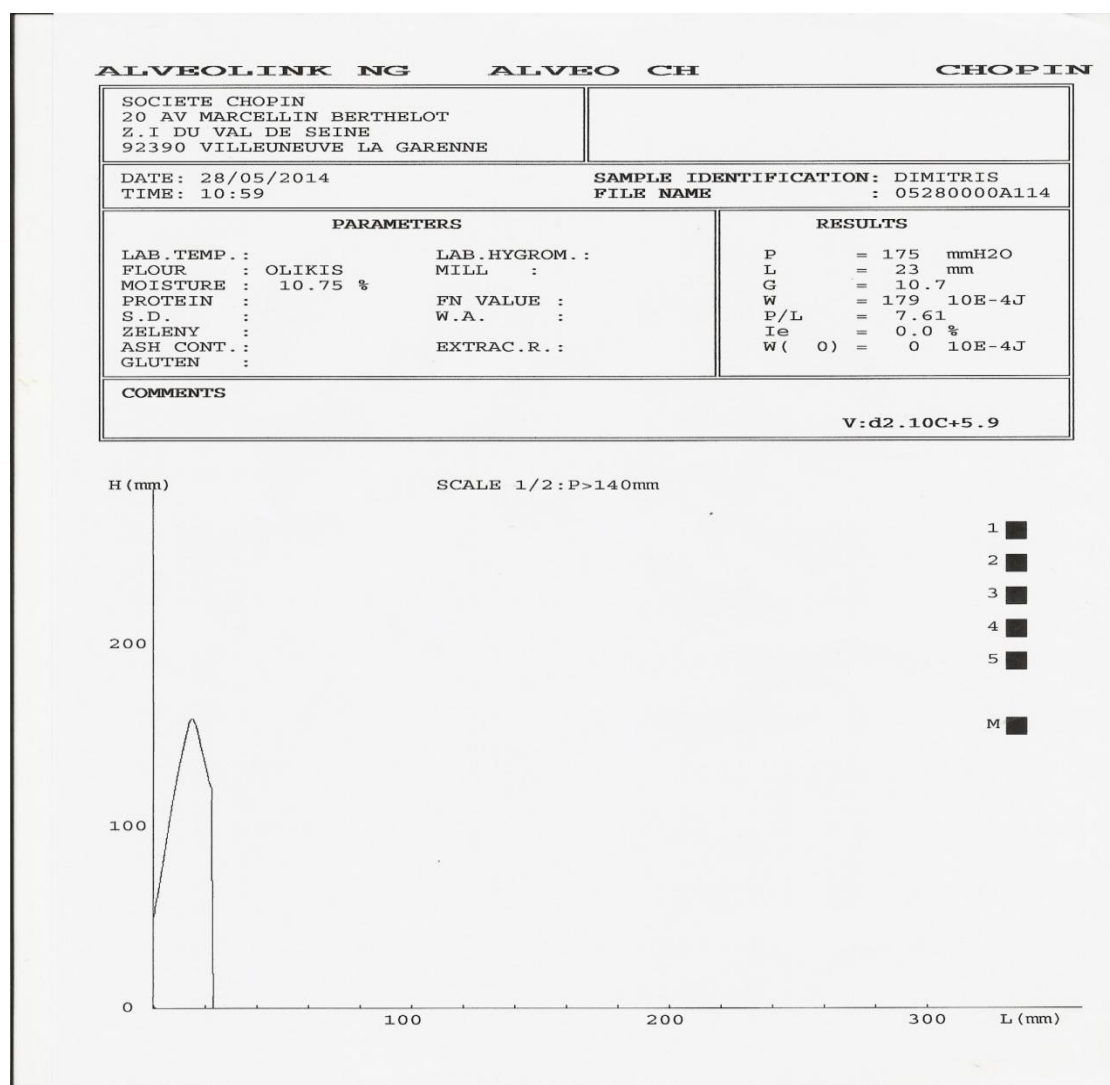 ALVEOLINK NG ALVEO CH CHOPIN
SOCIETE CHOPIN
20 AV MARCELLIN BERTHELOT
Z.I DU VAL DE SEINE
92390 VILLEUNEUVE LA GARENNE
DATE: 28/05/2014 SAMPLE IDENTIFICATION: DIMITRIS
TIME: 10:59 FILE NAME : 05280000A114
PARAMETERS
LAB.TEMP.: LAB.HYGROM.:
FLOUR : OLIKIS MILL :
MOISTURE : 10.75 %
PROTEIN : FN VALUE :
S.D. : W.A. :
ZELENY :
ASH CONT.: EXTRAC.R.:
GLUTEN :
RESULTS
P = 175 mmH2O
L = 23 mm
G = 10.7
W = 179 10E-4J
P/L = 7.61
Ie = 0.0 %
W( 0) = 0 10E-4J
COMMENTS
V:d2.10C+5.9
H(mm) SCALE 1/2:P>140mm
1
2
3
4
5
M
200
100
0
100 200 300 L(mm)